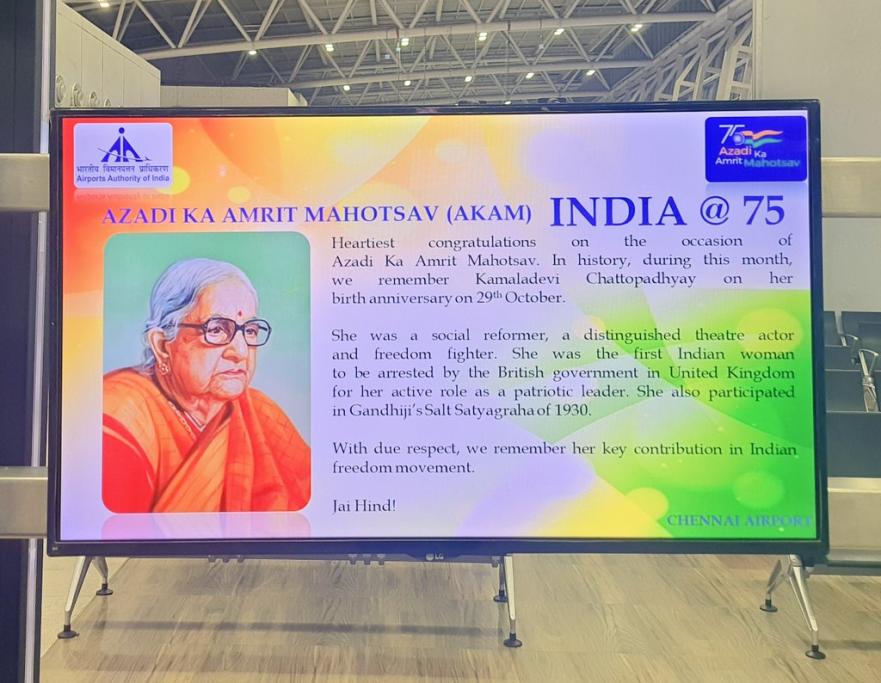 भारतीय विमानपत्तन प्राधिकरण
Airports Authority of India
75
Azadi Ka
Amrit Mahotsav
AZADI KA AMRIT MAHOTSAV (AKAM) INDIA @ 75
Heartiest congratulations on the occasion of
Azadi Ka Amrit Mahotsav. In history, during this month,
we remember Kamaladevi Chattopadhyay on her
birth anniversary on 29th October.
She was a social reformer, a distinguished theatre actor
and freedom fighter. She was the first Indian woman
to be arrested by the British government in United Kingdom
for her active role as a patriotic leader. She also participated
in Gandhiji's Salt Satyagraha of 1930.
With due respect, we remember her key contribution in Indian
freedom movement.
Jai Hind!
CHENNAI AIRPORT
LG